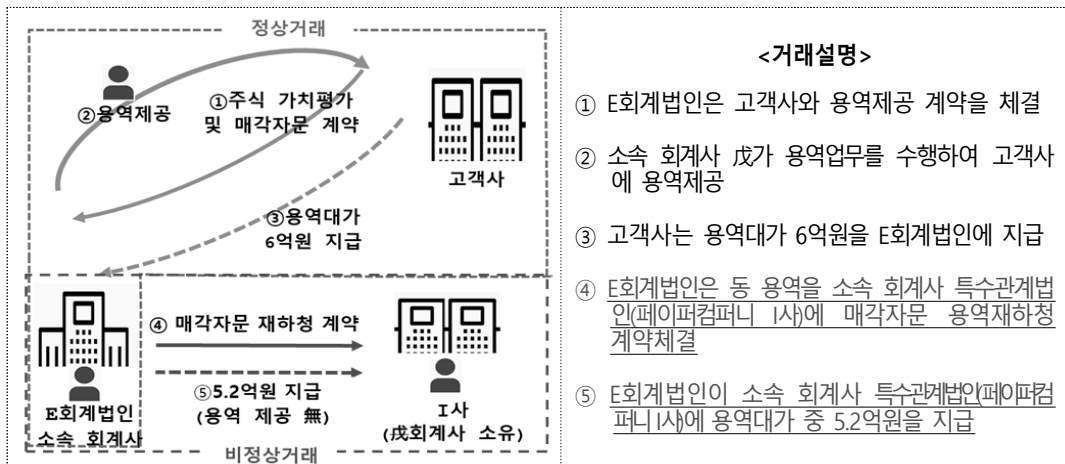 정상거래
②용역제공
①주식 가치평가
및 매각자문 계약
고객사
③용역대가
6억원 지급
④ 매각자문 재하청 계약
⑤5.2억원 지급
(용역 제공 無)
E회계법인
소속 회계사
I사
(戊회계사 소유)
비정상거래
<거래설명>
① E회계법인은 고객사와 용역제공 계약을 체결
② 소속 회계사 戊가 용역업무를 수행하여 고객사
에 용역제공
③ 고객사는 용역대가 6억원을 E회계법인에 지급
④ E회계법인은 동 용역을 소속 회계사 특수관계법
인(페이퍼컴퍼니 I사)에 매각자문 용역재하청
계약체결
⑤ E회계법인이 소속 회계사 특수관계법인(페이퍼컴
퍼니 I사)에 용역대가 중 5.2억원을 지급